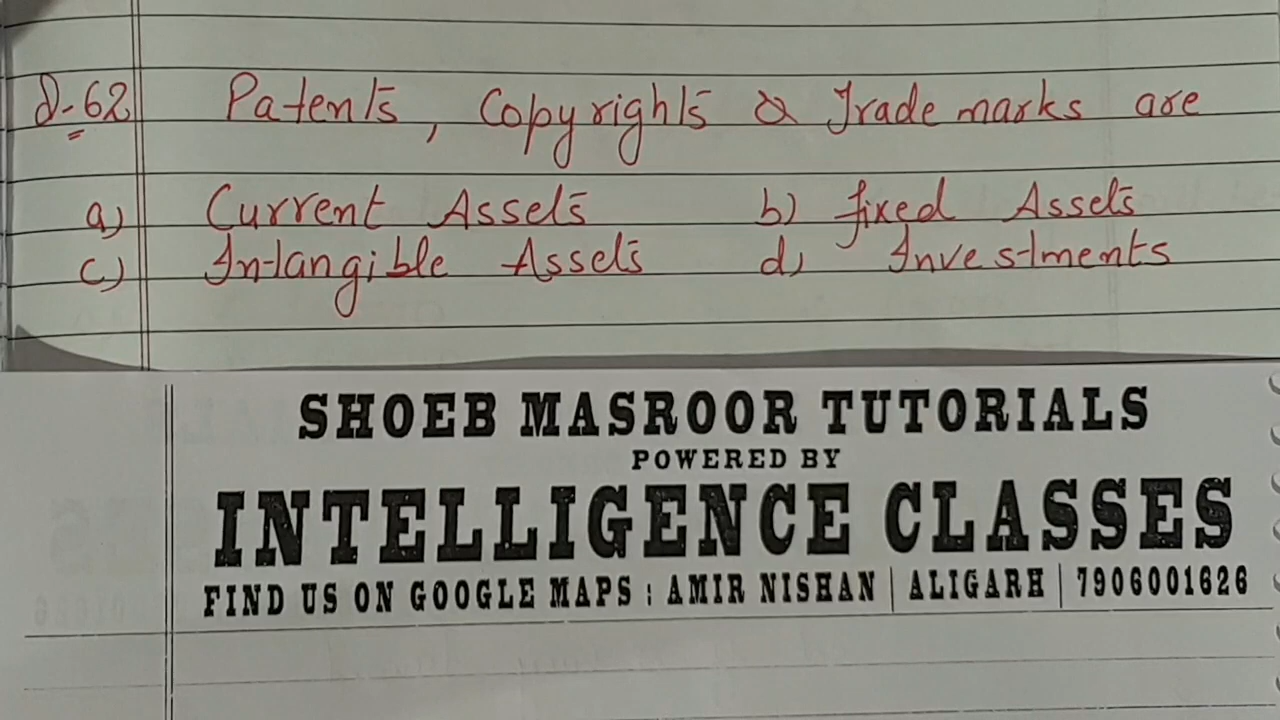 Q-62 Patents, Copyrights & Trade marks are
a) Current Assets b) fixed Assets
c) Intangible Assets d) Investments
SHOEB MASROOR TUTORIALS
POWERED BY
INTELLIGENCE CLASSES
FIND US ON GOOGLE MAPS : AMIR NISHAN | ALIGARH | 7906001626